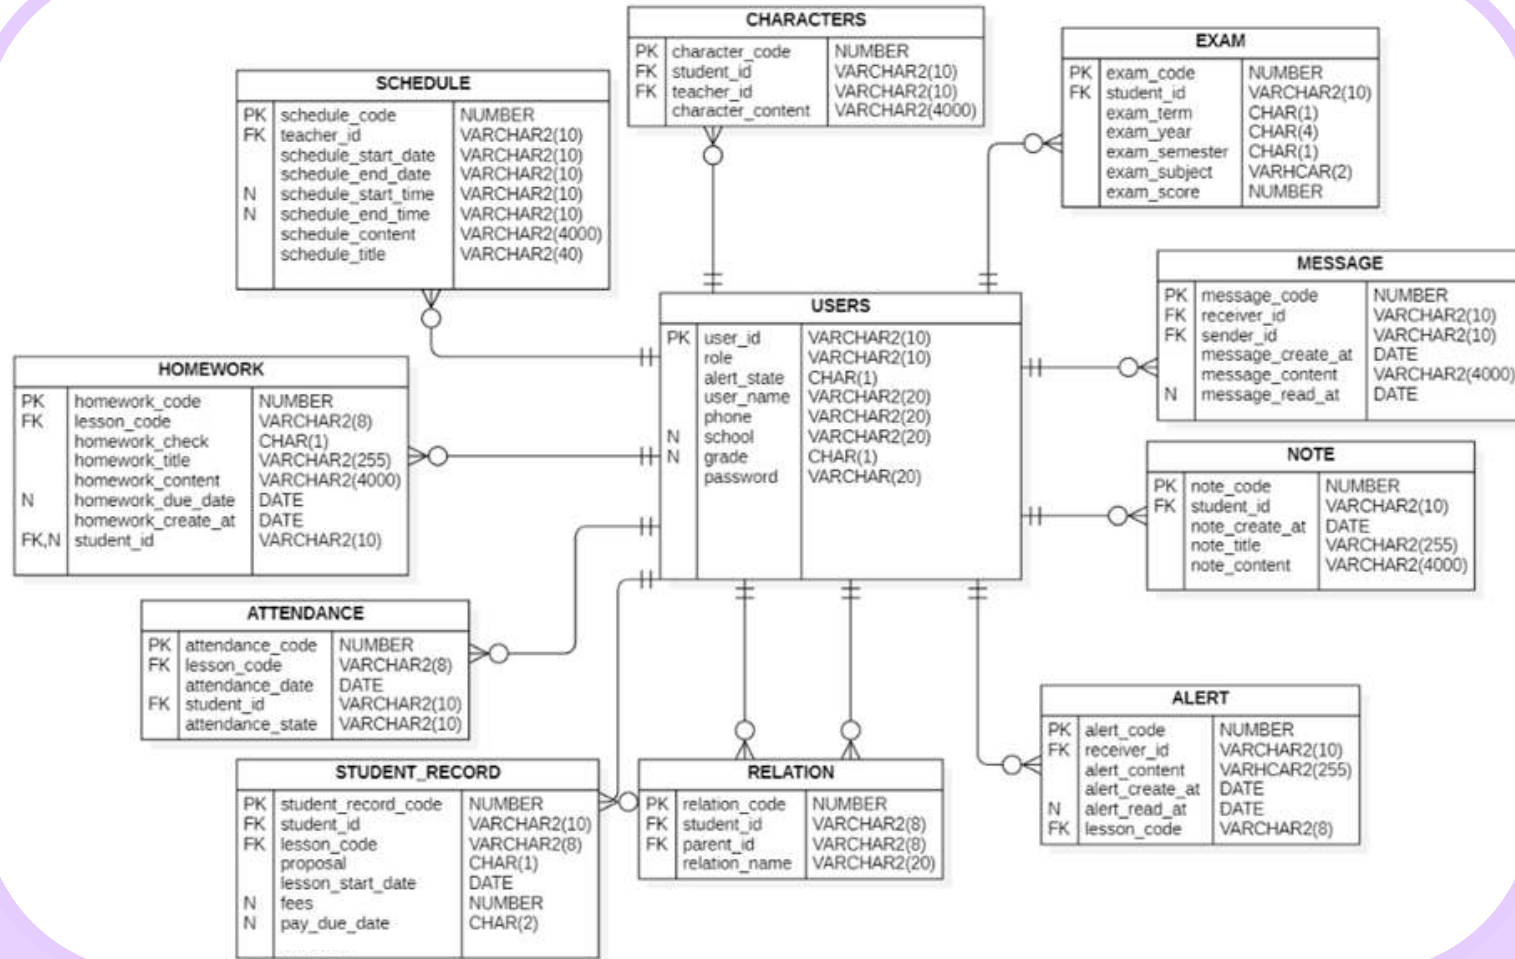 CHARACTERS
PK character_code NUMBER
FK student_id VARCHAR2(10)
FK teacher_id VARCHAR2(10)
character_content VARCHAR2(4000)
EXAM
PK exam_code NUMBER
FK student_id VARCHAR2(10)
exam_term CHAR(1)
exam_year CHAR(4)
exam_semester CHAR(1)
exam_subject VARHCAR(2)
exam_score NUMBER
SCHEDULE
PK schedule_code NUMBER
FK teacher_id VARCHAR2(10)
schedule_start_date VARCHAR2(10)
schedule_end_date VARCHAR2(10)
N schedule_start_time VARCHAR2(10)
N schedule_end_time VARCHAR2(10)
schedule_content VARCHAR2(4000)
schedule_title VARCHAR2(40)
MESSAGE
PK message_code NUMBER
FK receiver_id VARCHAR2(10)
FK sender_id VARCHAR2(10)
message_create_at DATE
message_content VARCHAR2(4000)
N message_read_at DATE
USERS
PK user_id VARCHAR2(10)
role VARCHAR2(10)
alert_state CHAR(1)
user_name VARCHAR2(20)
phone VARCHAR2(20)
N school VARCHAR2(20)
N grade CHAR(1)
password VARCHAR(20)
HOMEWORK
PK homework_code NUMBER
FK lesson_code VARCHAR2(8)
homework_check CHAR(1)
homework_title VARCHAR2(255)
homework_content VARCHAR2(4000)
N homework_due_date DATE
homework_create_at DATE
FK,N student_id VARCHAR2(10)
NOTE
PK note_code NUMBER
FK student_id VARCHAR2(10)
note_create_at DATE
note_title VARCHAR2(255)
note_content VARCHAR2(4000)
ATTENDANCE
PK attendance_code NUMBER
FK lesson_code VARCHAR2(8)
attendance_date DATE
FK student_id VARCHAR2(10)
attendance_state VARCHAR2(10)
ALERT
PK alert_code NUMBER
FK receiver_id VARCHAR2(10)
alert_content VARHCAR2(255)
alert_create_at DATE
N alert_read_at DATE
FK lesson_code VARCHAR2(8)
STUDENT_RECORD
PK student_record_code NUMBER
FK student_id VARCHAR2(10)
FK lesson_code VARCHAR2(8)
proposal CHAR(1)
lesson_start_date DATE
N fees NUMBER
N pay_due_date CHAR(2)
RELATION
PK relation_code NUMBER
FK student_id VARCHAR2(8)
FK parent_id VARCHAR2(8)
relation_name VARCHAR2(20)